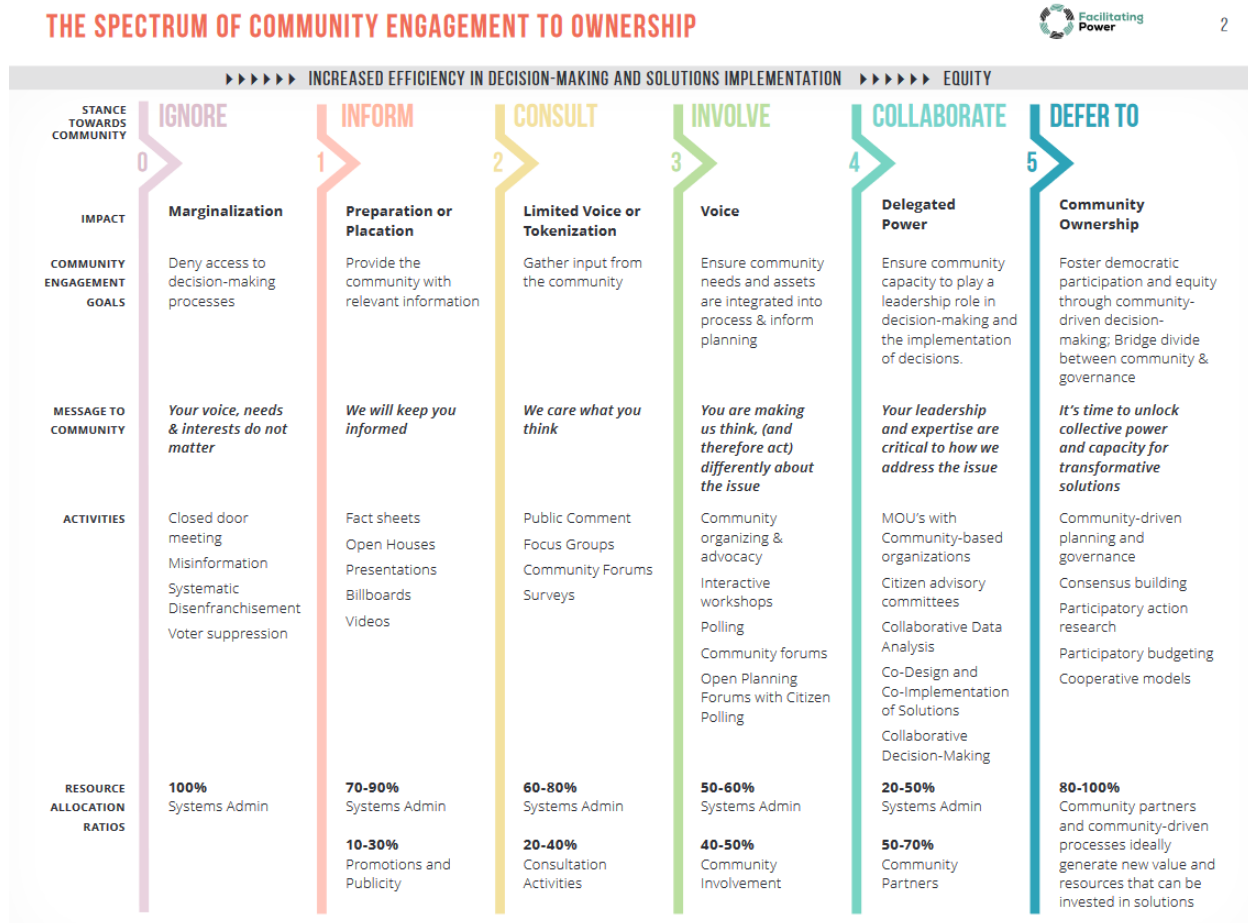 THE SPECTRUM OF COMMUNITY ENGAGEMENT TO OWNERSHIP
Facilitating
Power
2
INCREASED EFFICIENCY IN DECISION-MAKING AND SOLUTIONS IMPLEMENTATION EQUITY
STANCE
TOWARDS
COMMUNITY
IGNORE
INFORM
CONSULT
INVOLVE
COLLABORATE
DEFER TO
0
1
2
3
4
5
IMPACT
Marginalization
Preparation or
Placation
Limited Voice or
Tokenization
Voice
Delegated
Power
Community
Ownership
COMMUNITY
ENGAGEMENT
GOALS
Deny access to
decision-making
processes
Provide the
community with
relevant information
Gather input from
the community
Ensure community
needs and assets
are integrated into
process & inform
planning
Ensure community
capacity to play a
leadership role in
decision-making and
the implementation
of decisions.
Foster democratic
participation and equity
through community-
driven decision-
making; Bridge divide
between community &
governance
MESSAGE TO
COMMUNITY
Your voice, needs
& interests do not
matter
We will keep you
informed
We care what you
think
You are making
us think, (and
therefore act)
differently about
the issue
Your leadership
and expertise are
critical to how we
address the issue
It's time to unlock
collective power
and capacity for
transformative
solutions
ACTIVITIES
Closed door
meeting
Misinformation
Systematic
Disenfranchisement
Voter suppression
Fact sheets
Open Houses
Presentations
Billboards
Videos
Public Comment
Focus Groups
Community Forums
Surveys
Community
organizing &
advocacy
Interactive
workshops
Polling
Community forums
Open Planning
Forums with Citizen
Polling
MOU's with
Community-based
organizations
Citizen advisory
committees
Collaborative Data
Analysis
Co-Design and
Co-Implementation
of Solutions
Collaborative
Decision-Making
Community-driven
planning and
governance
Consensus building
Participatory action
research
Participatory budgeting
Cooperative models
RESOURCE
ALLOCATION
RATIOS
100%
Systems Admin
70-90%
Systems Admin
10-30%
Promotions and
Publicity
60-80%
Systems Admin
20-40%
Consultation
Activities
50-60%
Systems Admin
40-50%
Community
Involvement
20-50%
Systems Admin
50-70%
Community
Partners
80-100%
Community partners
and community-driven
processes ideally
generate new value and
resources that can be
invested in solutions